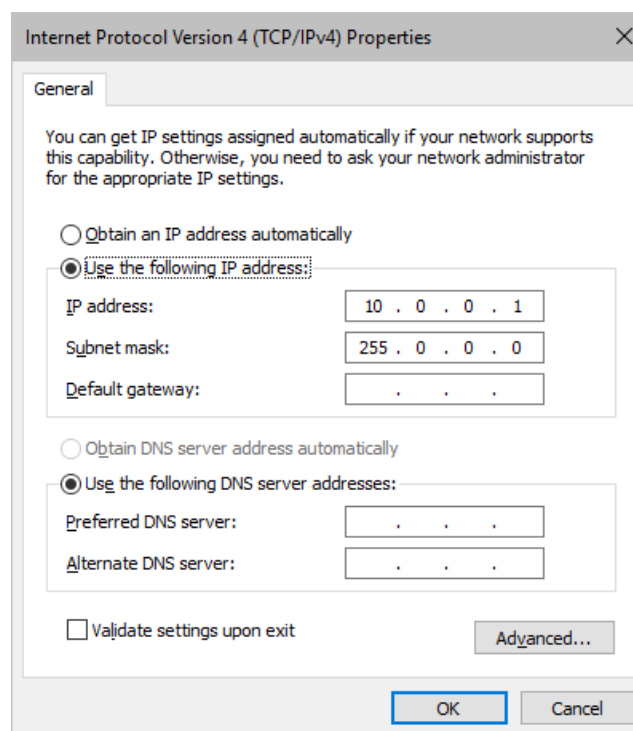 Internet Protocol Version 4 (TCP/IPv4) Properties
General
You can get IP settings assigned automatically if your network supports
this capability. Otherwise, you need to ask your network administrator
for the appropriate IP settings.
Obtain an IP address automatically
Use the following IP address:
IP address: 10 . 0 . 0 . 1
Subnet mask: 255 . 0 . 0 . 0
Default gateway: . . .
Obtain DNS server address automatically
Use the following DNS server addresses:
Preferred DNS server: . . .
Alternate DNS server: . . .
Validate settings upon exit
Advanced...
OK Cancel